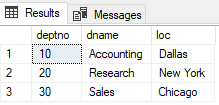 Results Messages
deptno dname loc
1 10 Accounting Dallas
2 20 Research New York
3 30 Sales Chicago